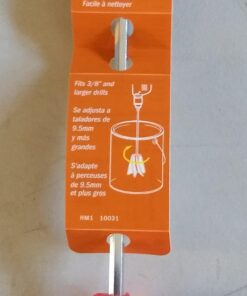 Facile à nettoyer
Fits 3/8" and
larger drills
Se adjusta a
taladores de
9.5mm
y más
grandes
S'adapte
à perceuses
de 9.5mm
et plus gros
RM1 10031